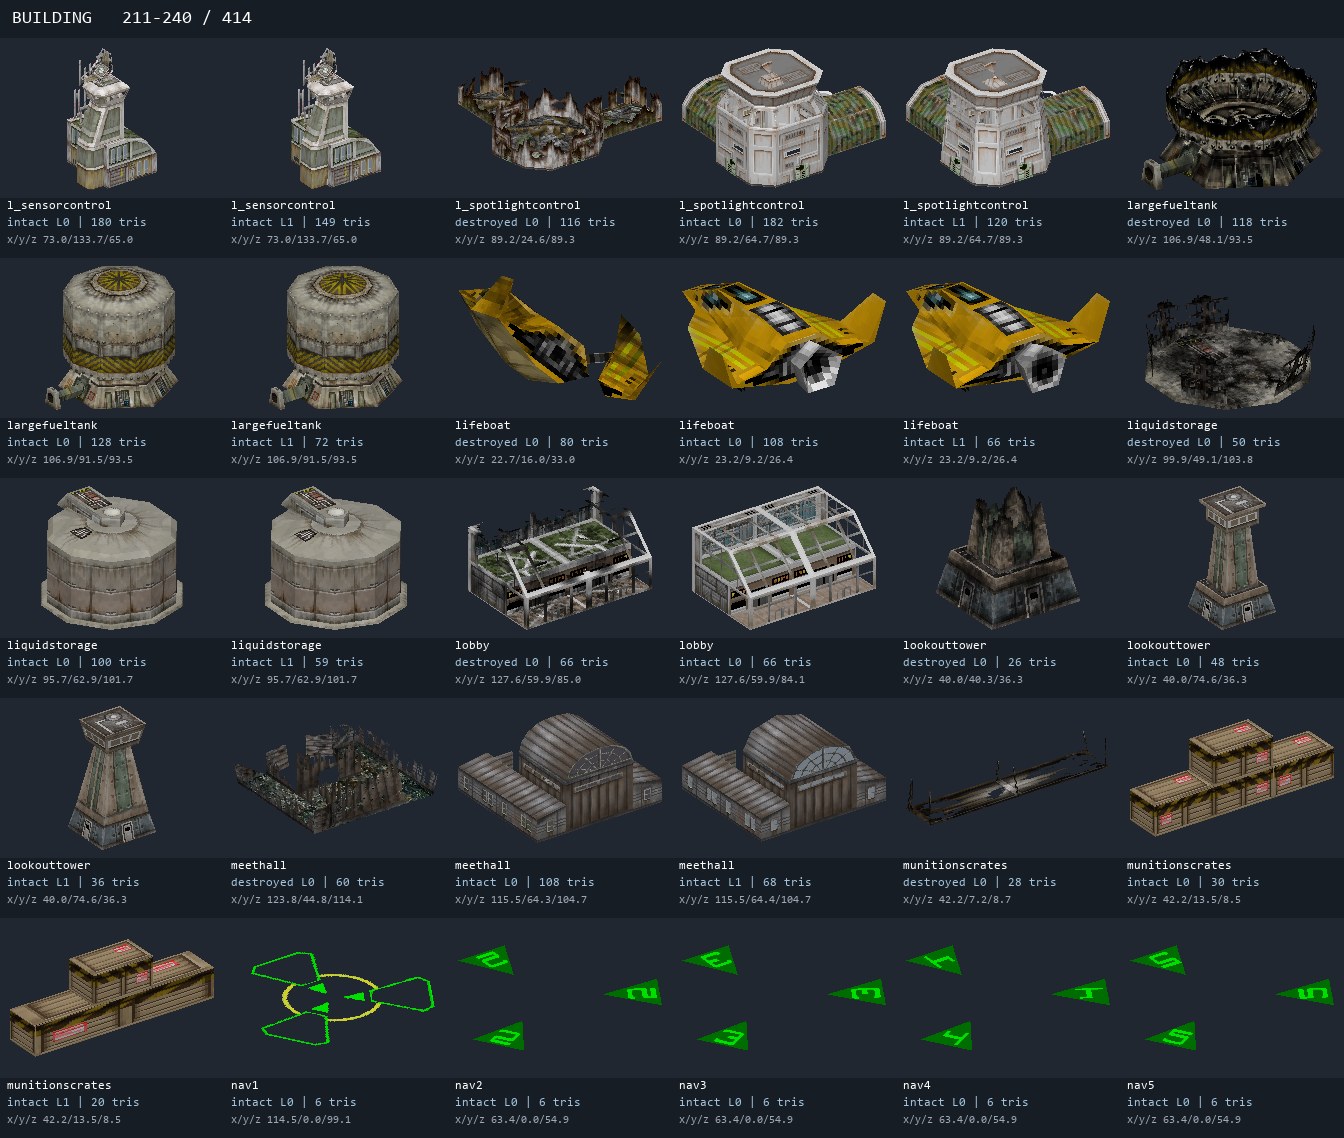 BUILDING 211-240 / 414
l_sensorcontrol
intact L0 | 180 tris
x/y/z 73.0/133.7/65.0
l_sensorcontrol
intact L1 | 149 tris
x/y/z 73.0/133.7/65.0
l_spotlightcontrol
destroyed L0 | 116 tris
x/y/z 89.2/24.6/89.3
l_spotlightcontrol
intact L0 | 182 tris
x/y/z 89.2/64.7/89.3
l_spotlightcontrol
intact L1 | 120 tris
x/y/z 89.2/64.7/89.3
largefueltank
destroyed L0 | 118 tris
x/y/z 106.9/48.1/93.5
largefueltank
intact L0 | 128 tris
x/y/z 106.9/91.5/93.5
largefueltank
intact L1 | 72 tris
x/y/z 106.9/91.5/93.5
lifeboat
destroyed L0 | 80 tris
x/y/z 22.7/16.0/33.0
lifeboat
intact L0 | 108 tris
x/y/z 23.2/9.2/26.4
lifeboat
intact L1 | 66 tris
x/y/z 23.2/9.2/26.4
liquidstorage
destroyed L0 | 50 tris
x/y/z 99.9/49.1/103.8
liquidstorage
intact L0 | 100 tris
x/y/z 95.7/62.9/101.7
liquidstorage
intact L1 | 59 tris
x/y/z 95.7/62.9/101.7
lobby
destroyed L0 | 66 tris
x/y/z 127.6/59.9/85.0
lobby
intact L0 | 66 tris
x/y/z 127.6/59.9/84.1
lookouttower
destroyed L0 | 26 tris
x/y/z 40.0/40.3/36.3
lookouttower
intact L0 | 48 tris
x/y/z 40.0/74.6/36.3
lookouttower
intact L1 | 36 tris
x/y/z 40.0/74.6/36.3
meethall
destroyed L0 | 60 tris
x/y/z 123.8/44.8/114.1
meethall
intact L0 | 108 tris
x/y/z 115.5/64.3/104.7
meethall
intact L1 | 68 tris
x/y/z 115.5/64.4/104.7
munitionscrates
destroyed L0 | 28 tris
x/y/z 42.2/7.2/8.7
munitionscrates
intact L0 | 30 tris
x/y/z 42.2/13.5/8.5
2
2
2
3
3
3
4
4
4
5
5
5
munitionscrates
intact L1 | 20 tris
x/y/z 42.2/13.5/8.5
nav1
intact L0 | 6 tris
x/y/z 114.5/0.0/99.1
nav2
intact L0 | 6 tris
x/y/z 63.4/0.0/54.9
nav3
intact L0 | 6 tris
x/y/z 63.4/0.0/54.9
nav4
intact L0 | 6 tris
x/y/z 63.4/0.0/54.9
nav5
intact L0 | 6 tris
x/y/z 63.4/0.0/54.9